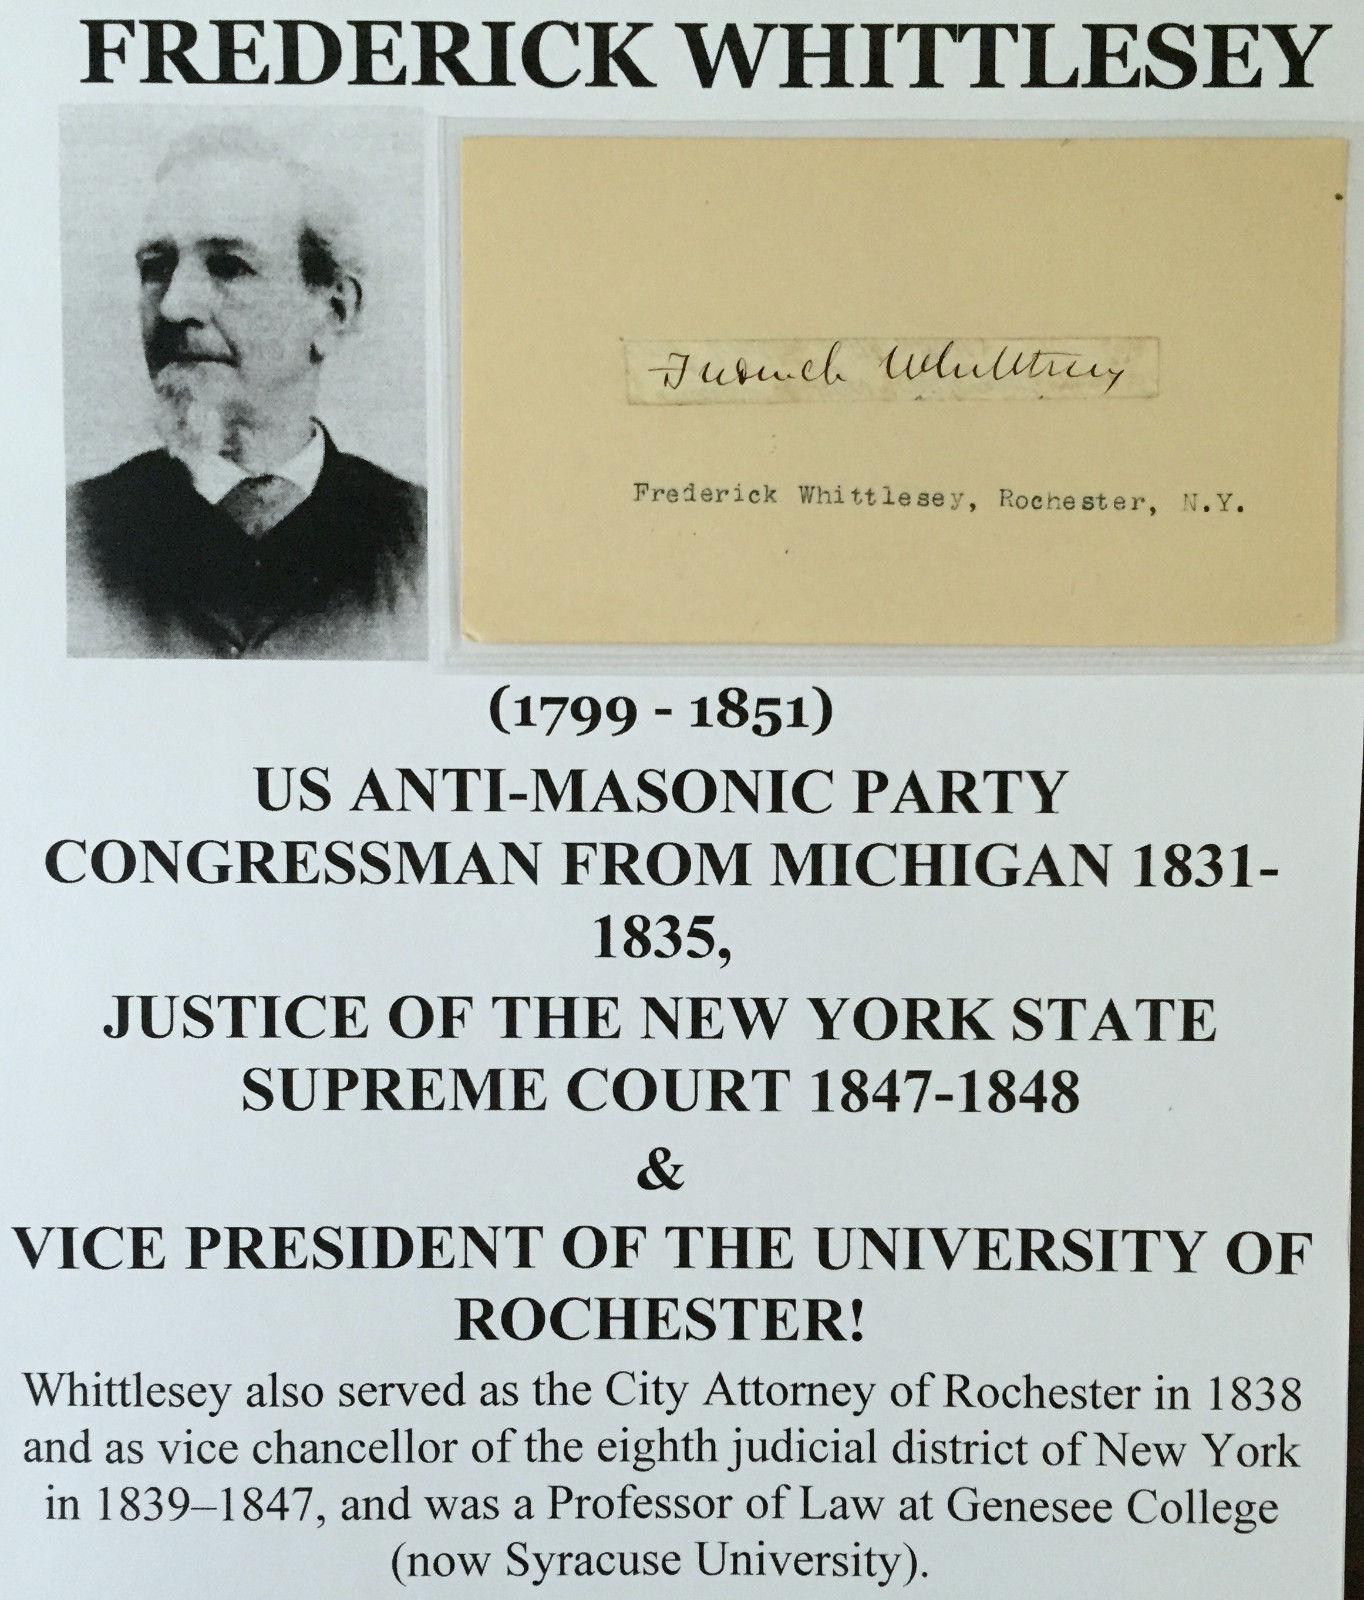 FREDERICK WHITTLESEY
Frederick Whittlesey
Frederick Whittlesey, Rochester, N.Y.
(1799 - 1851)
US ANTI-MASONIC PARTY
CONGRESSMAN FROM MICHIGAN 1831-
1835,
JUSTICE OF THE NEW YORK STATE
SUPREME COURT 1847-1848
&
VICE PRESIDENT OF THE UNIVERSITY OF
ROCHESTER!
Whittlesey also served as the City Attorney of Rochester in 1838
and as vice chancellor of the eighth judicial district of New York
in 1839–1847, and was a Professor of Law at Genesee College
(now Syracuse University).